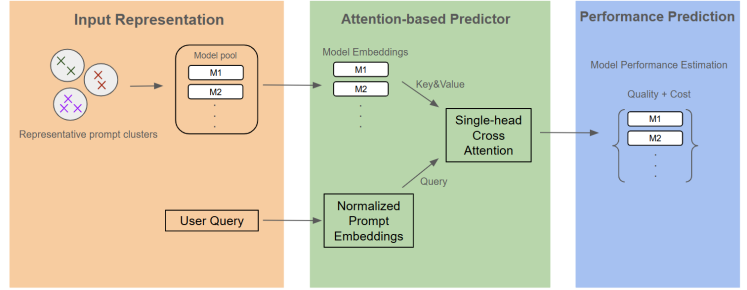 Input Representation
Model pool
M1
M2
Representative prompt clusters
User Query
Attention-based Predictor
Model Embeddings
M1
M2
Key&Value
Single-head
Cross
Attention
Query
Normalized
Prompt
Embeddings
Performance Prediction
Model Performance Estimation
Quality + Cost
M1
M2